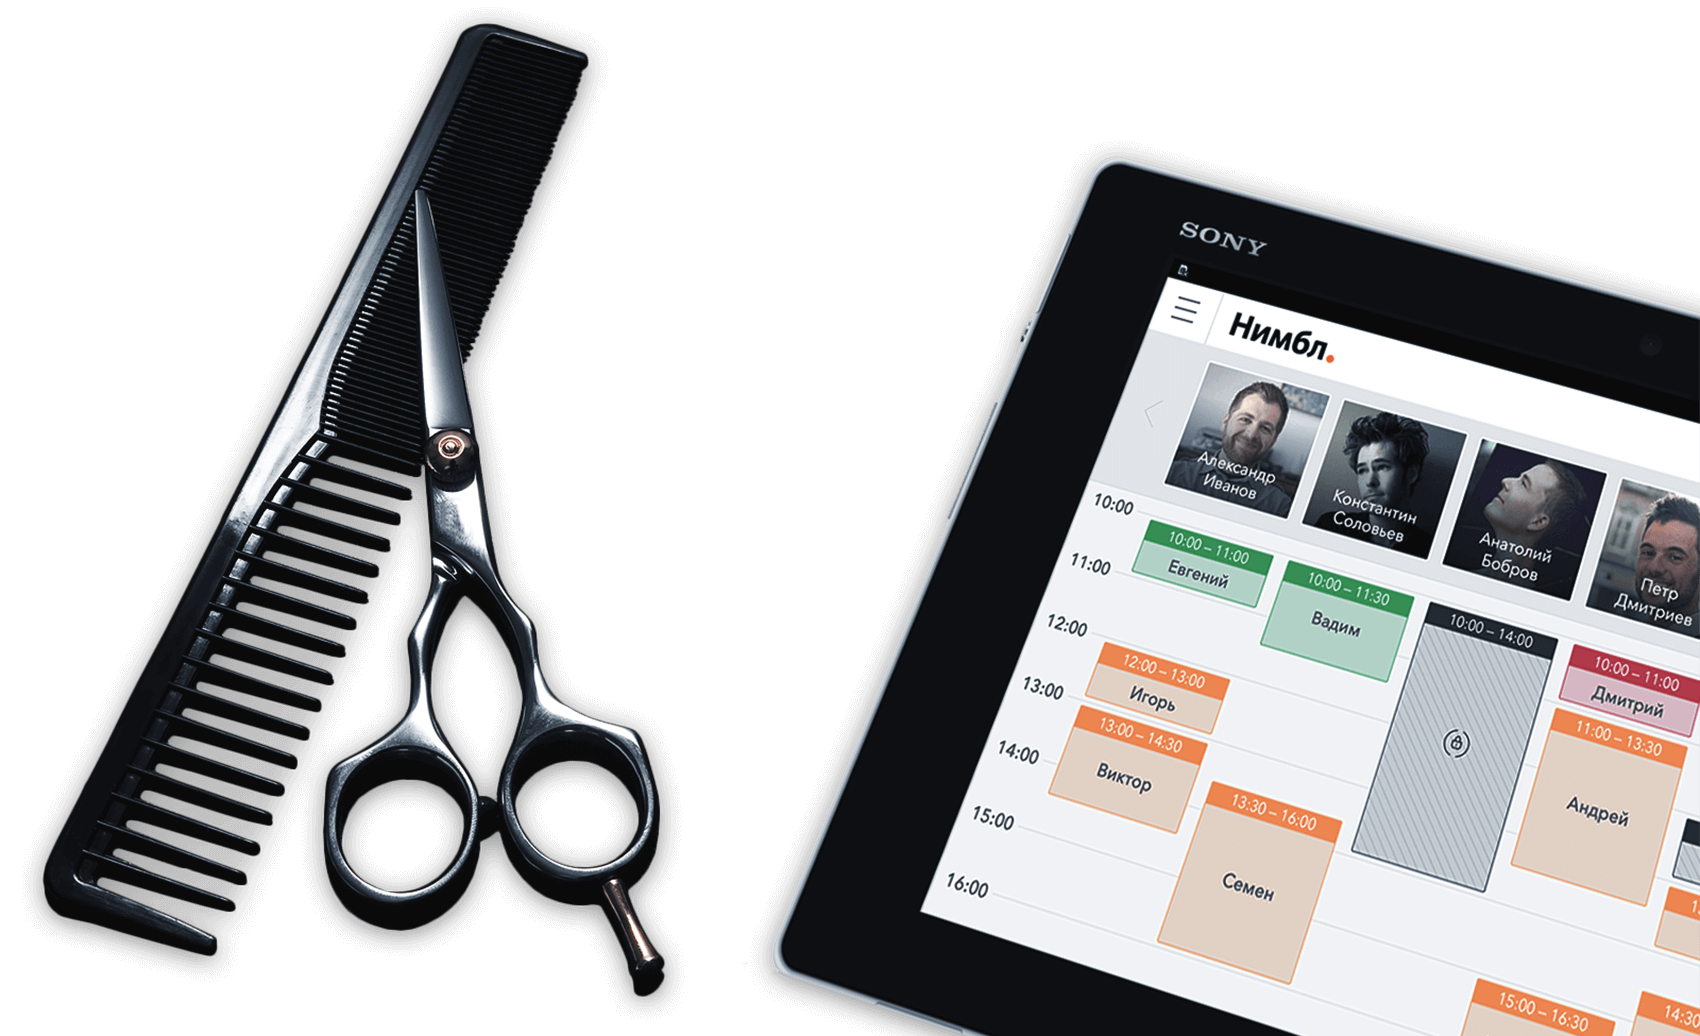 SONY
Нимбл.
Александр
Иванов
Константин
Соловьев
Анатолий
Бобров
Петр
Дмитриев
10:00
11:00
12:00
13:00
14:00
15:00
16:00
10:00 – 11:00
Евгений
12:00 – 13:00
Игорь
13:00 – 14:30
Виктор
10:00 – 11:30
Вадим
13:30 – 16:00
Семен
10:00 – 14:00
15:00 – 16:30
10:00 – 11:00
Дмитрий
11:00 – 13:30
Андрей
14:30